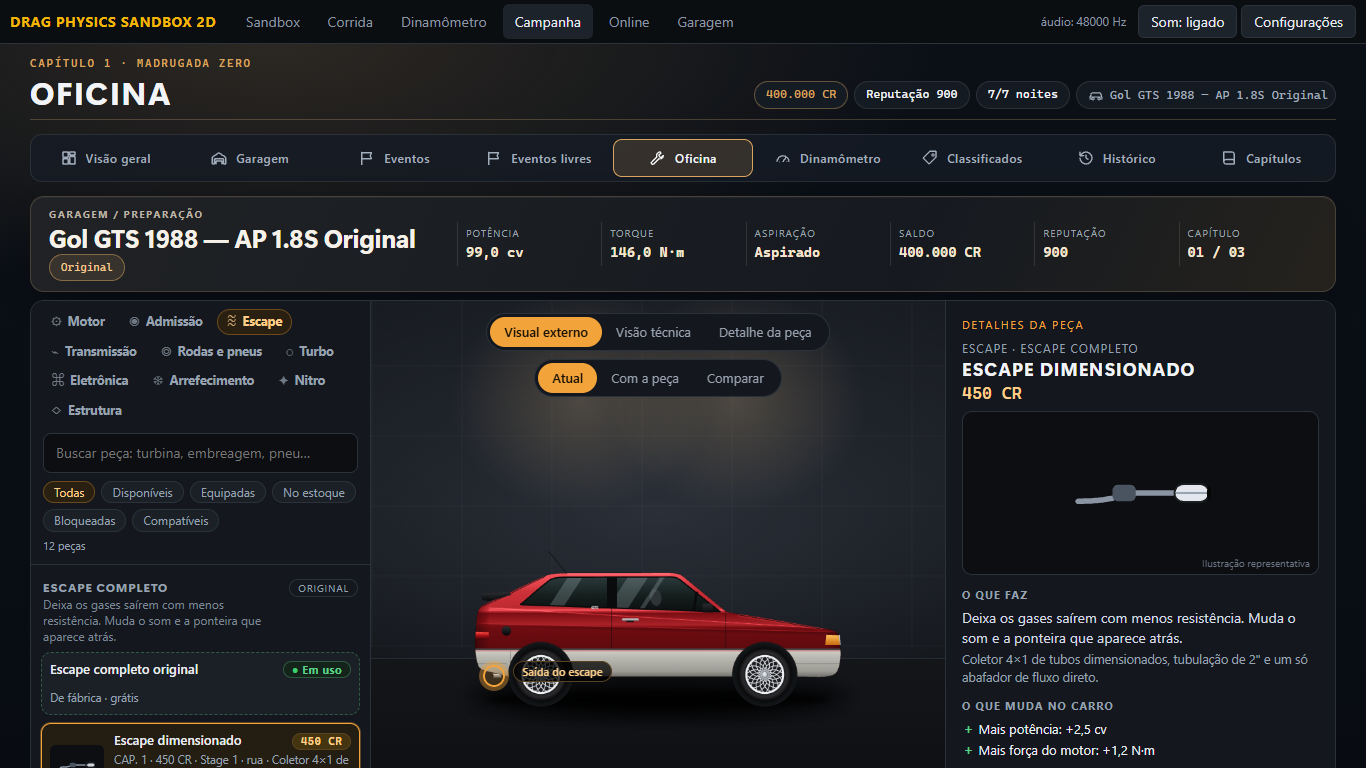 DRAG PHYSICS SANDBOX 2D
Sandbox
Corrida
Dinamômetro
Campanha
Online
Garagem
áudio: 48000 Hz
Som: ligado
Configurações
CAPÍTULO 1 · MADRUGADA ZERO
OFICINA
400.000 CR
Reputação 900
7/7 noites
Gol GTS 1988 — AP 1.8S Original
Visão geral
Garagem
Eventos
Eventos livres
Oficina
Dinamômetro
Classificados
Histórico
Capítulos
GARAGEM / PREPARAÇÃO
Gol GTS 1988 — AP 1.8S Original
Original
POTÊNCIA
99,0 cv
TORQUE
146,0 N·m
ASPIRAÇÃO
Aspirado
SALDO
400.000 CR
REPUTAÇÃO
900
CAPÍTULO
01 / 03
Motor
Admissão
Escape
Transmissão
Rodas e pneus
Turbo
Eletrônica
Arrefecimento
Nitro
Estrutura
Buscar peça: turbina, embreagem, pneu...
Todas
Disponíveis
Equipadas
No estoque
Bloqueadas
Compatíveis
12 peças
ESCAPE COMPLETO
ORIGINAL
Deixa os gases saírem com menos
resistência. Muda o som e a ponteira que
aparece atrás.
Escape completo original
Em uso
De fábrica · grátis
Escape dimensionado
450 CR
CAP. 1 · 450 CR · Stage 1 · rua · Coletor 4×1 de
Visual externo
Visão técnica
Detalhe da peça
Atual
Com a peça
Comparar
Saída do escape
DETALHES DA PEÇA
ESCAPE · ESCAPE COMPLETO
ESCAPE DIMENSIONADO
450 CR
Ilustração representativa
O QUE FAZ
Deixa os gases saírem com menos resistência. Muda o
som e a ponteira que aparece atrás.
Coletor 4×1 de tubos dimensionados, tubulação de 2" e um só
abafador de fluxo direto.
O QUE MUDA NO CARRO
+ Mais potência: +2,5 cv
+ Mais força do motor: +1,2 N·m